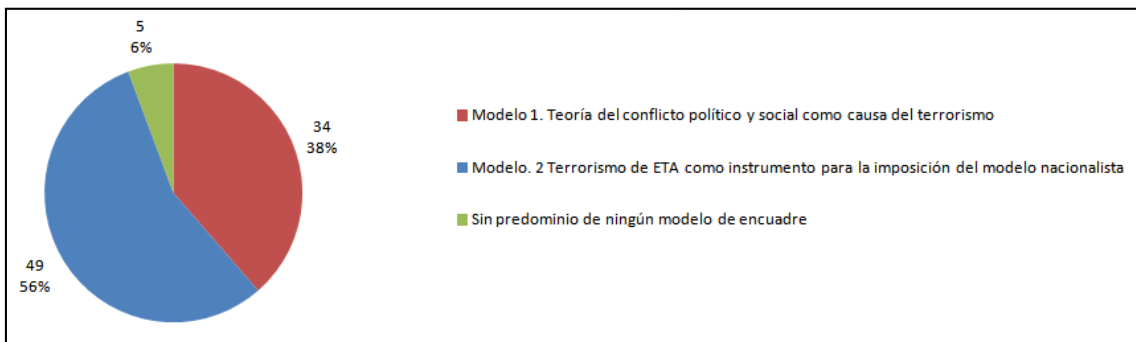 5
6%
34
38%
49
56%
Modelo 1. Teoría del conflicto político y social como causa del terrorismo
Modelo. 2 Terrorismo de ETA como instrumento para la imposición del modelo nacionalista
Sin predominio de ningún modelo de encuadre